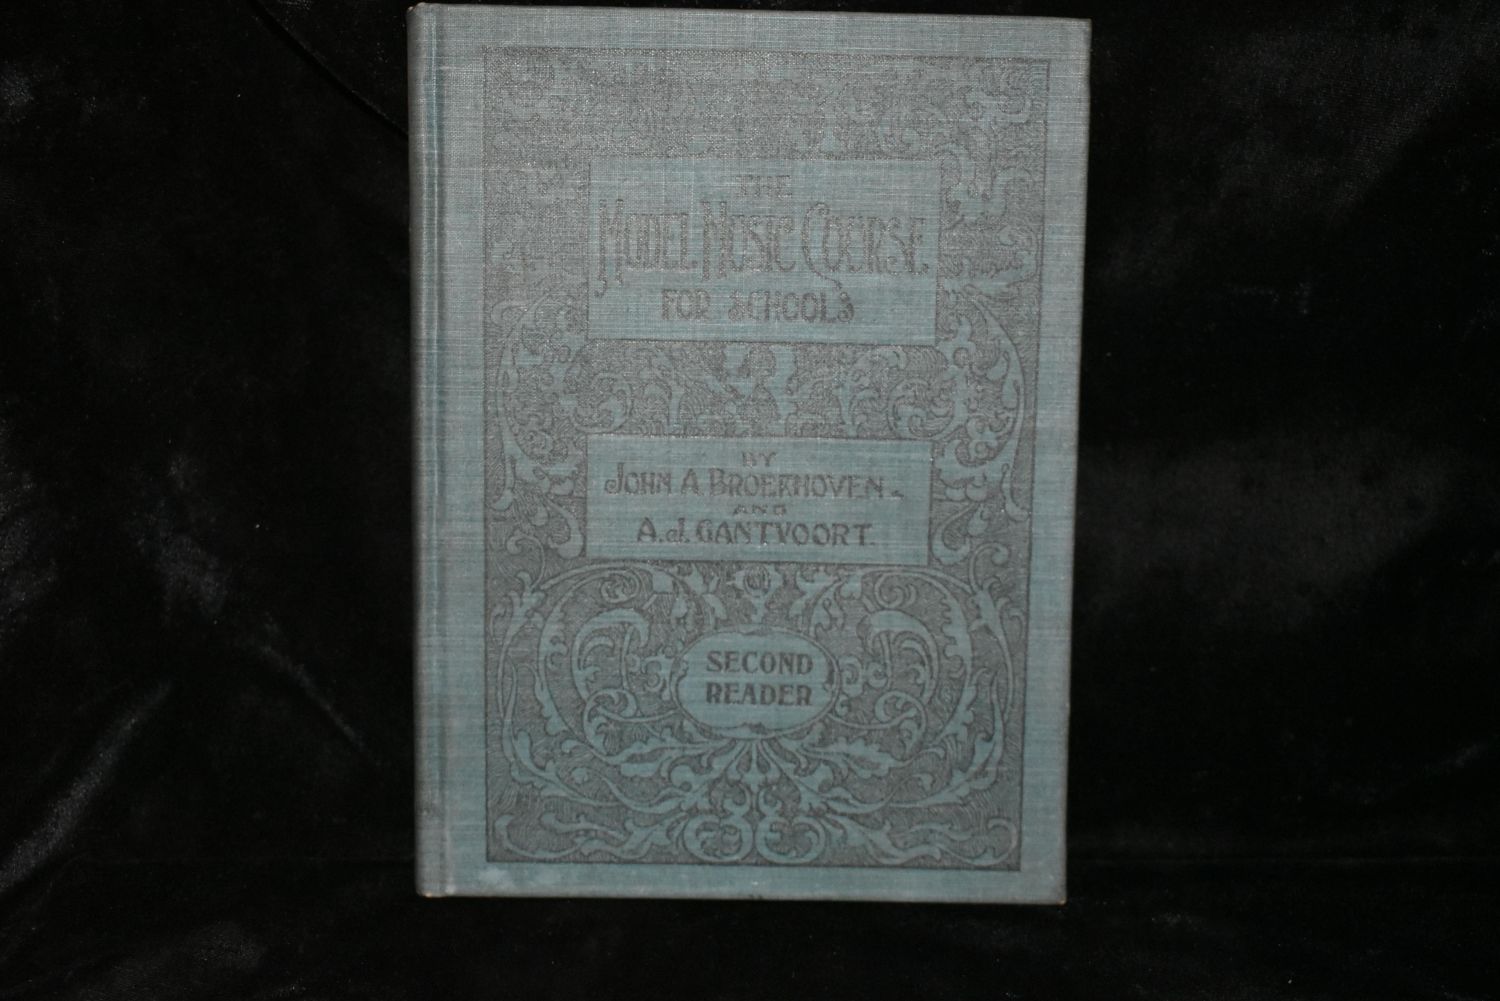 THE
MODEL MUSIC COURSE
FOR SCHOOLS
BY
JOHN A. BROEKHOVEN
AND
A.J. GANTVOORT.
SECOND
READER